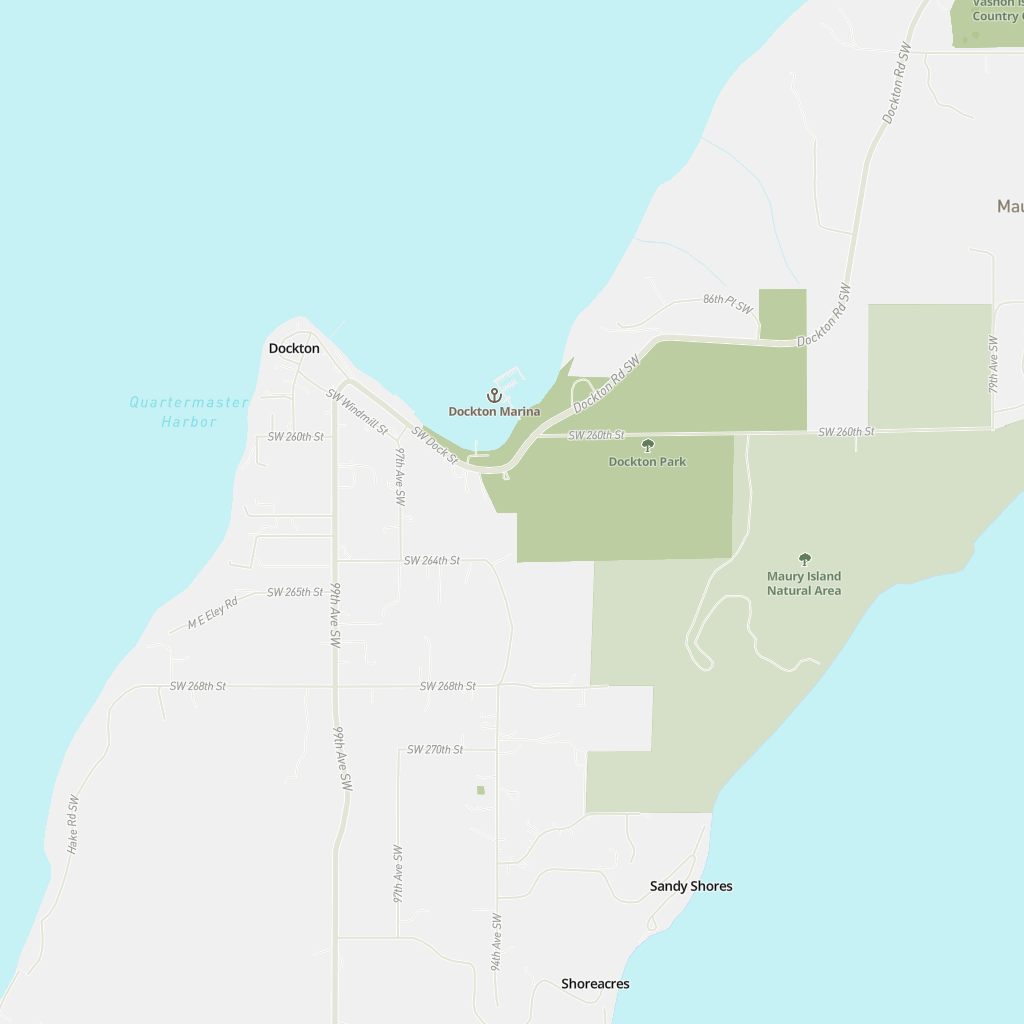 Vashon Is
Country C
Dockton Rd SW
Mau
86th Pl SW
Dockton Rd SW
Dockton
79th Ave SW
Dockton Rd SW
Quartermaster
Harbor
Dockton Marina
SW Windmill St
SW 260th St
SW Dock St
SW 260th St
SW 260th St
Dockton Park
97th Ave SW
SW 264th St
Maury Island
Natural Area
SW 265th St
M E Eley Rd
99th Ave SW
SW 268th St
SW 268th St
SW 270th St
99th Ave SW
Hake Rd SW
97th Ave SW
Sandy Shores
94th Ave SW
Shoreacres